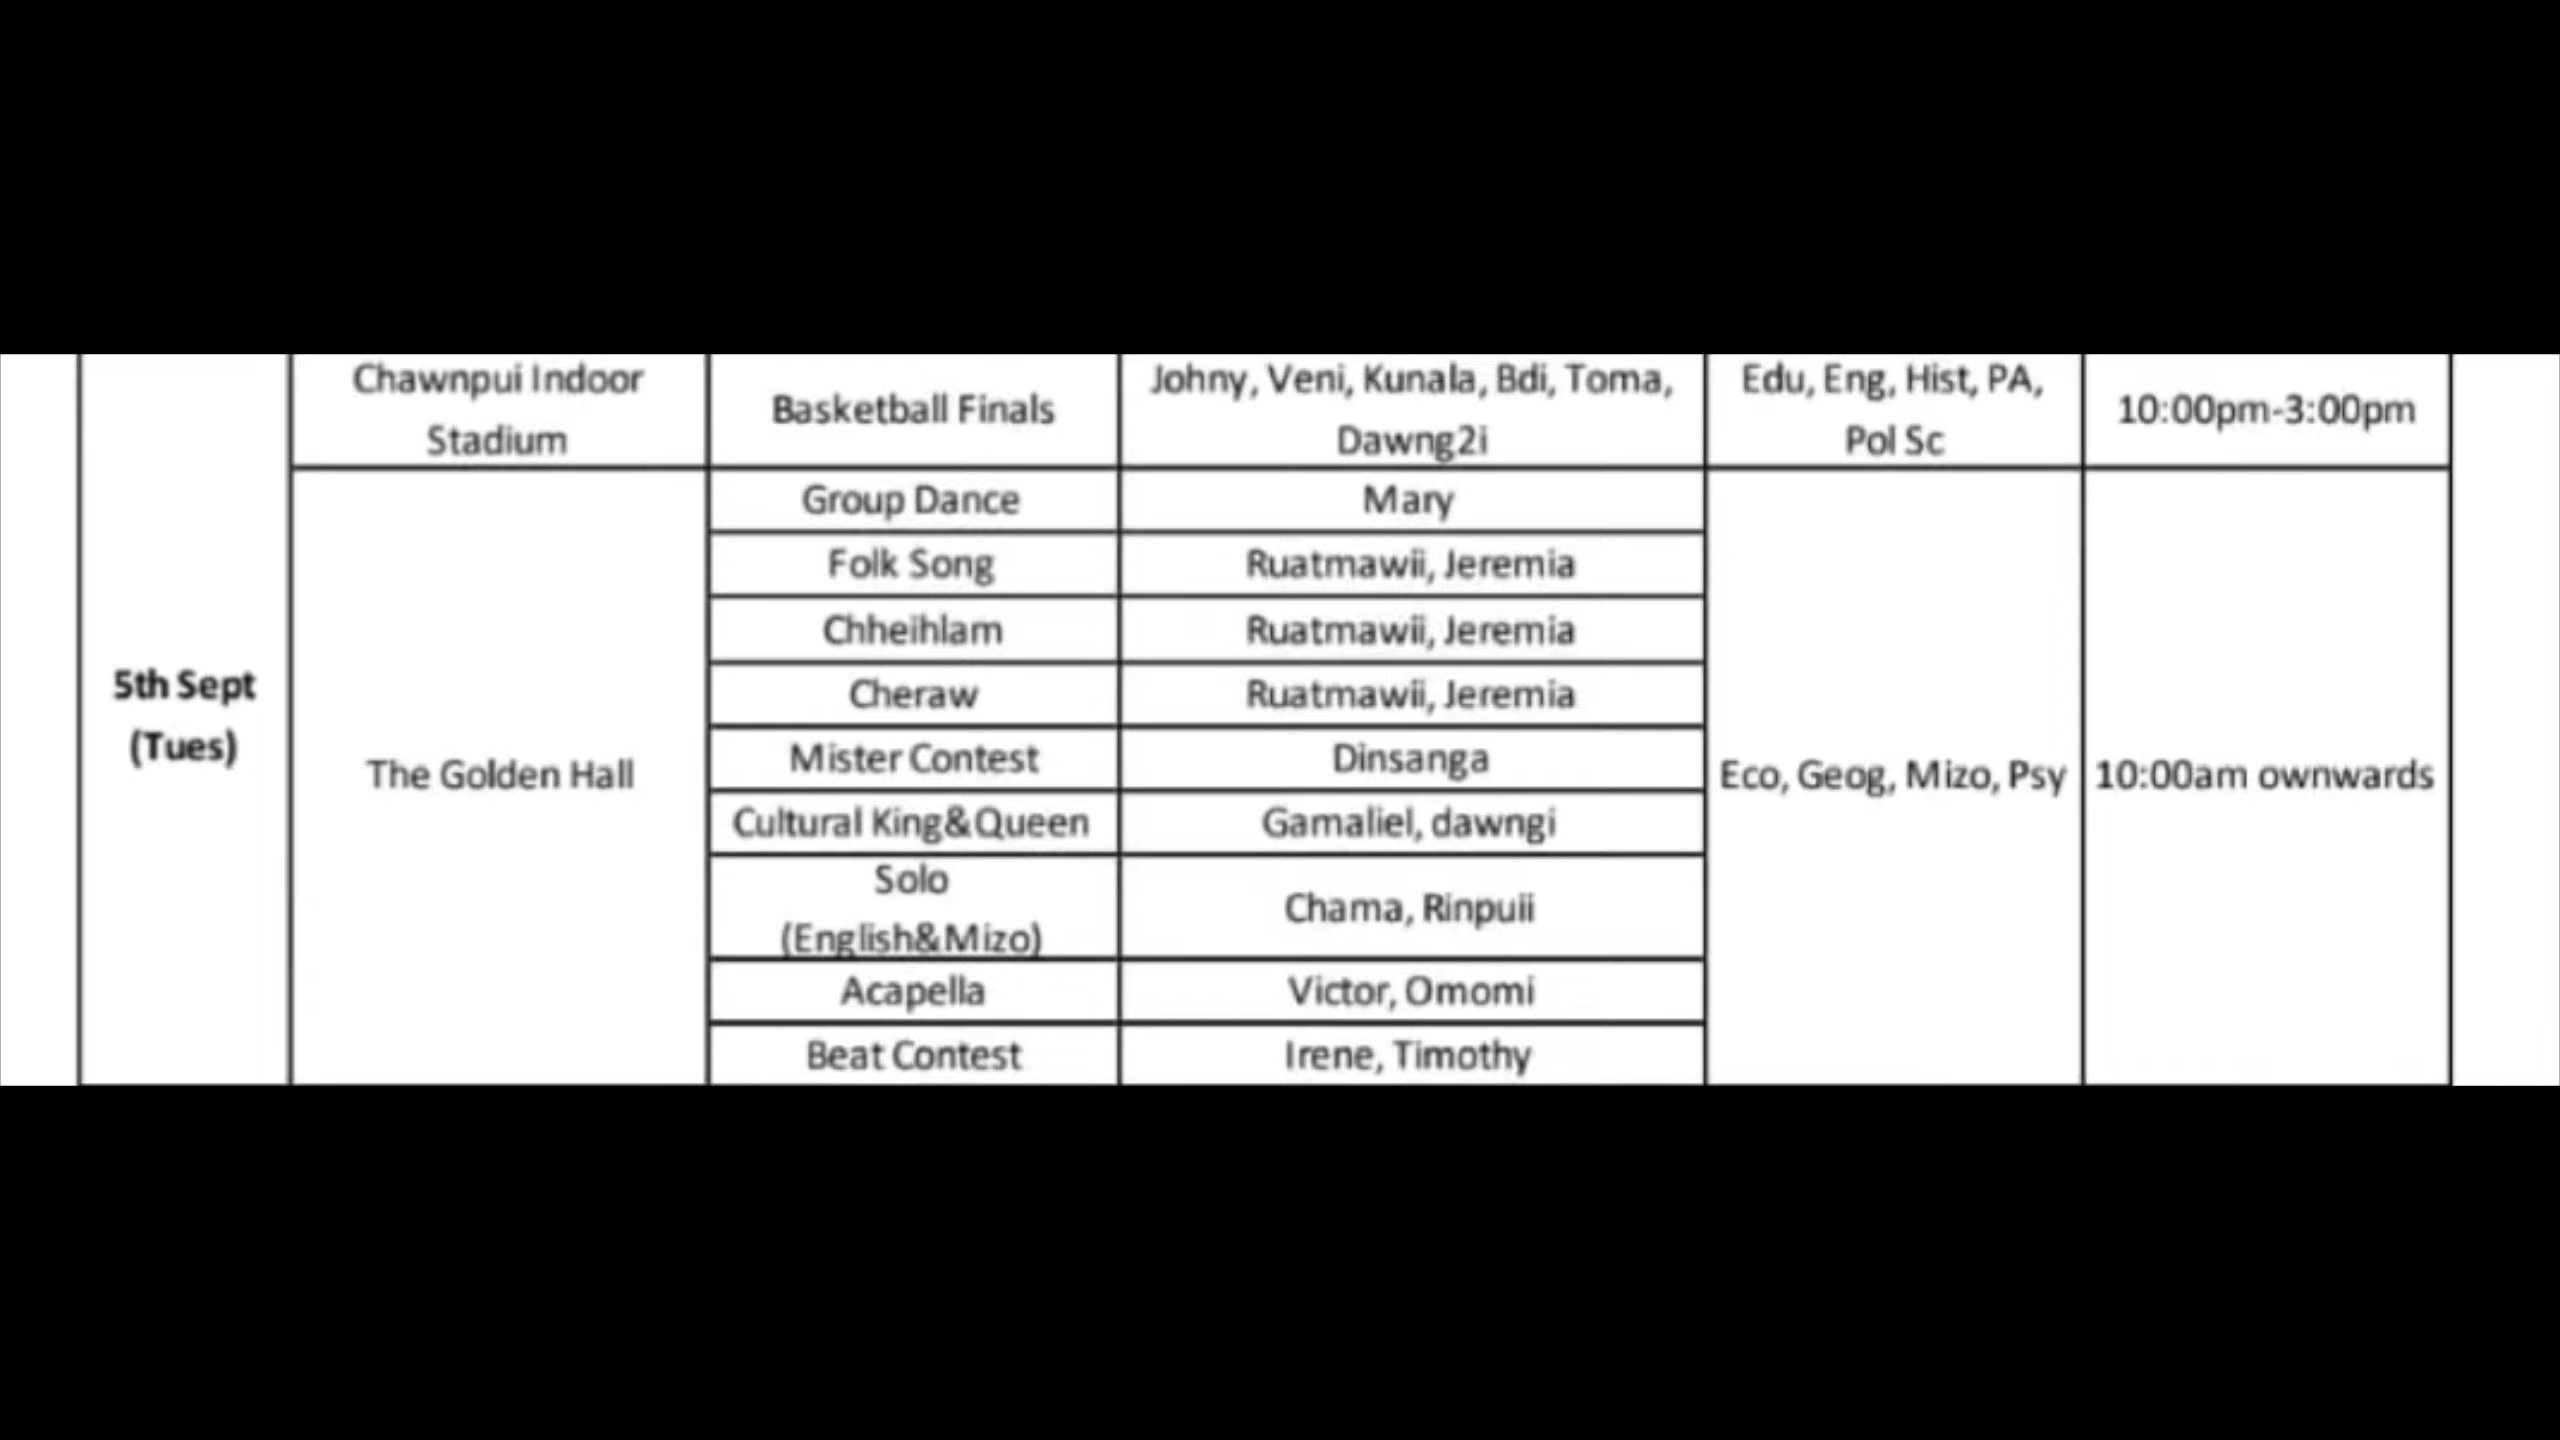 5th Sept
(Tues)
Chawnpui Indoor
Stadium
Basketball Finals
Johny, Veni, Kunala, Bdi, Toma,
Dawng2i
Edu, Eng, Hist, PA,
Pol Sc
10:00pm-3:00pm
The Golden Hall
Group Dance
Mary
Folk Song
Ruatmawii, Jeremia
Chheihlam
Ruatmawii, Jeremia
Cheraw
Ruatmawii, Jeremia
Mister Contest
Dinsanga
Cultural King&Queen
Gamaliel, dawngi
Solo
(English&Mizo)
Chama, Rinpuii
Acapella
Victor, Omomi
Beat Contest
Irene, Timothy
Eco, Geog, Mizo, Psy
10:00am ownwards